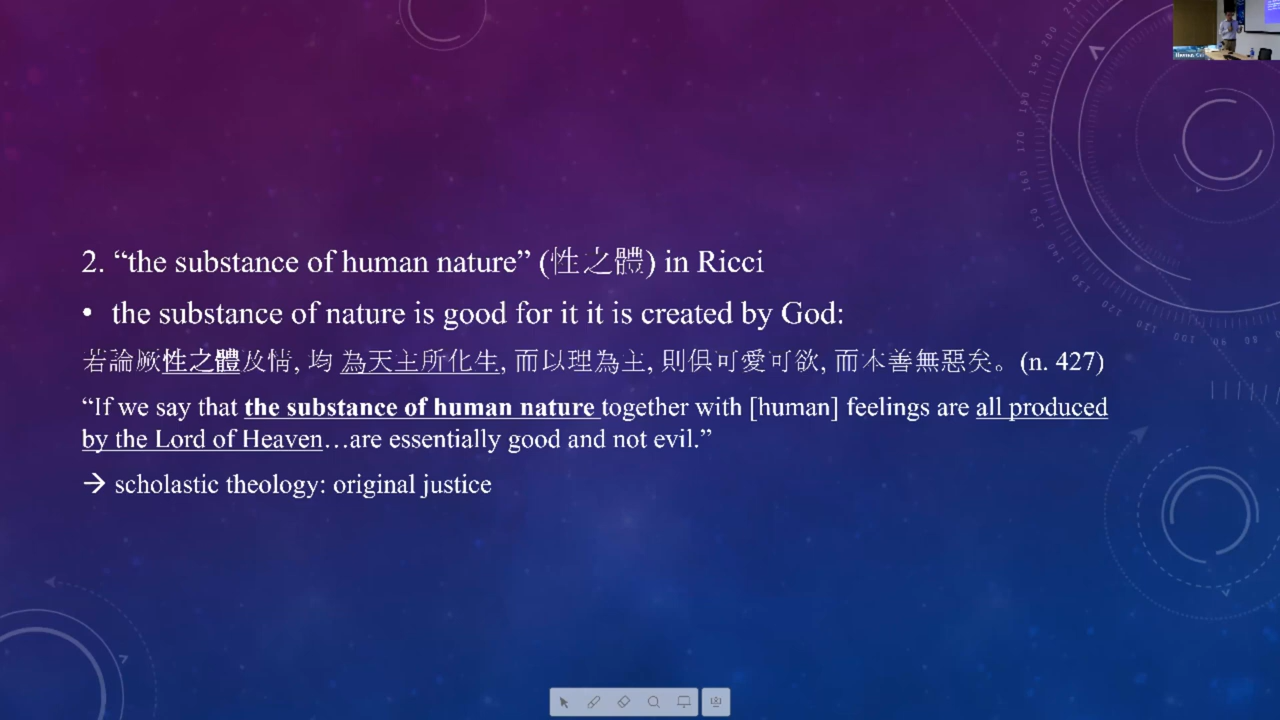 2. “the substance of human nature” (性之體) in Ricci
• the substance of nature is good for it it is created by God:
若論厥性之體及情, 均 為天主所化生, 而以理為主, 則俱可愛可欲, 而本善無惡矣。(n. 427)
“If we say that the substance of human nature together with [human] feelings are all produced
by the Lord of Heaven…are essentially good and not evil.”
→ scholastic theology: original justice